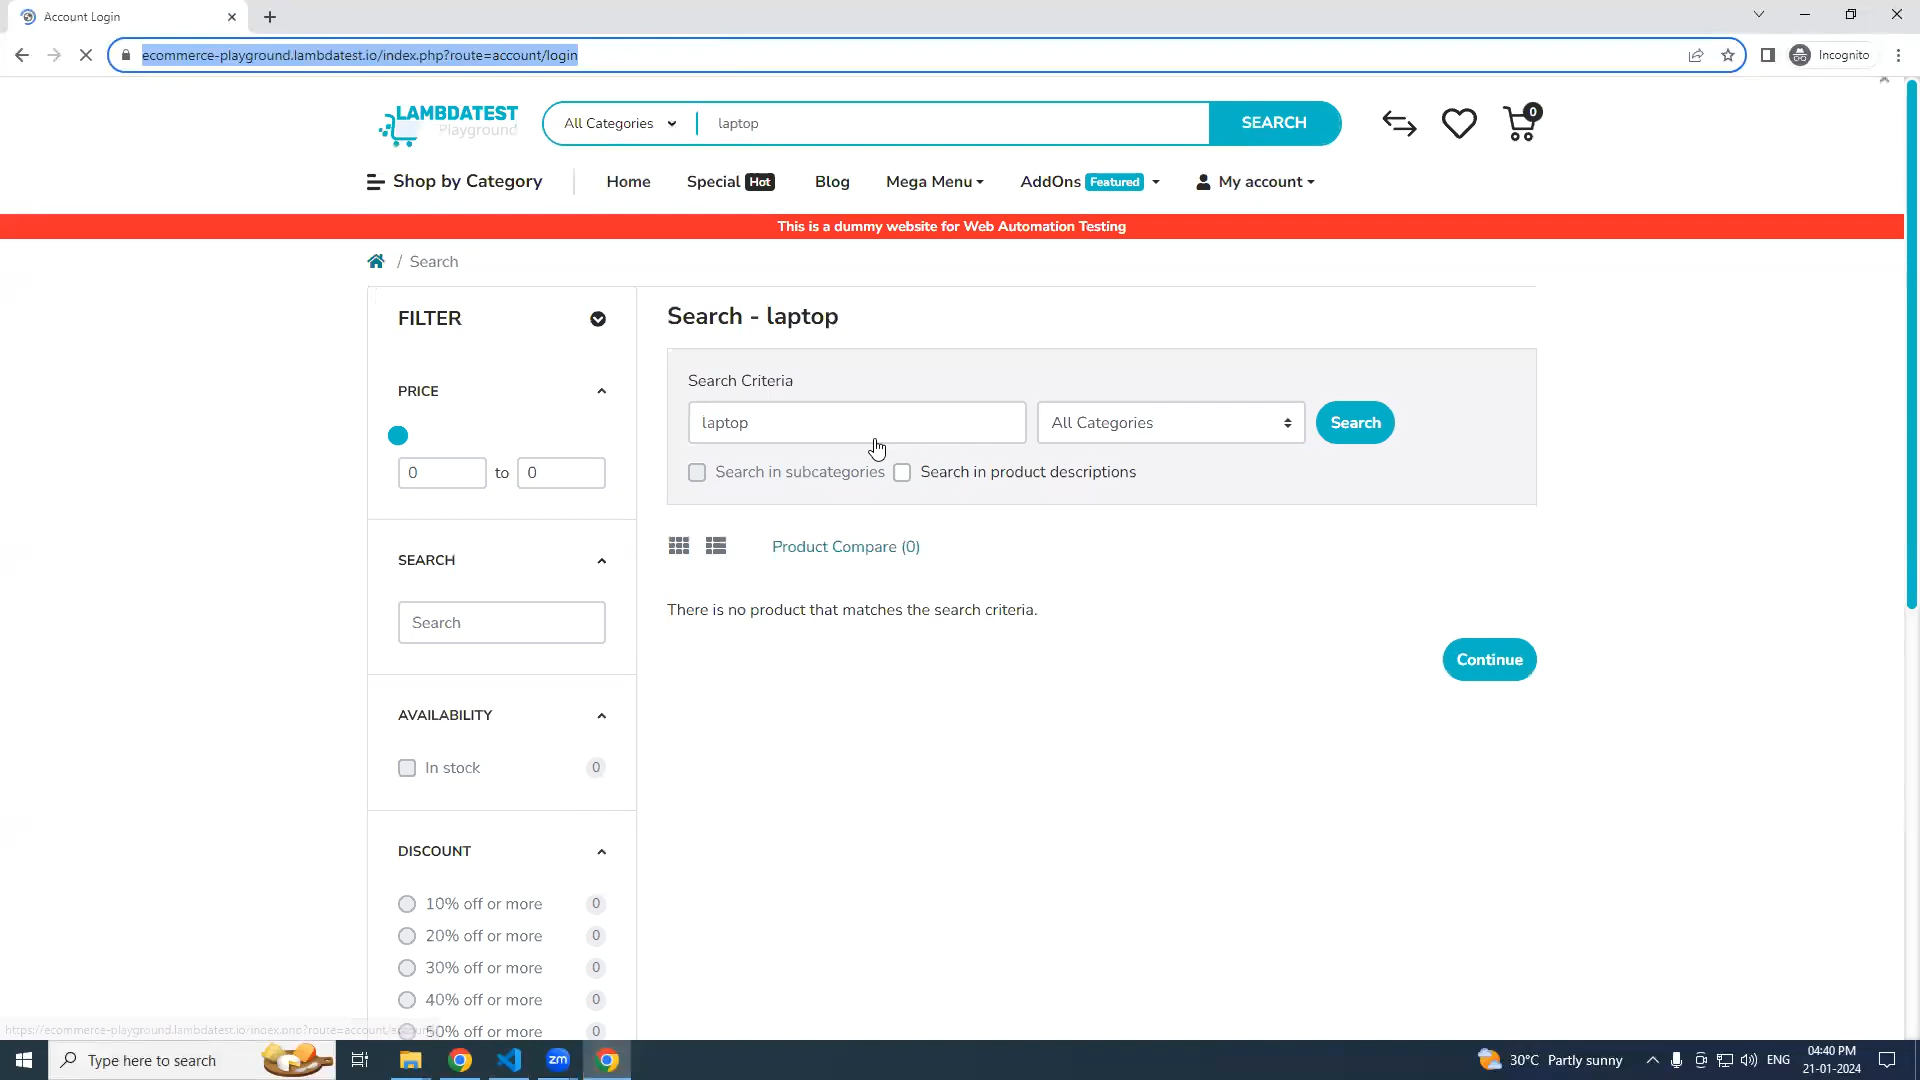 Account Login
ecommerce-playground.lambdatest.io/index.php?route=account/login
Incognito
LAMBDATEST
Playground
All Categories
laptop
SEARCH
0
Shop by Category
Home
Special Hot
Blog
Mega Menu
AddOns Featured
My account
This is a dummy website for Web Automation Testing
/ Search
FILTER
PRICE
0 to 0
SEARCH
Search
AVAILABILITY
In stock 0
DISCOUNT
10% off or more 0
20% off or more 0
30% off or more 0
40% off or more 0
50% off or more 0
Search - laptop
Search Criteria
laptop
All Categories
Search
Search in subcategories
Search in product descriptions
Product Compare (0)
There is no product that matches the search criteria.
Continue
Type here to search
zm
30°C Partly sunny
ENG
04:40 PM
21-01-2024